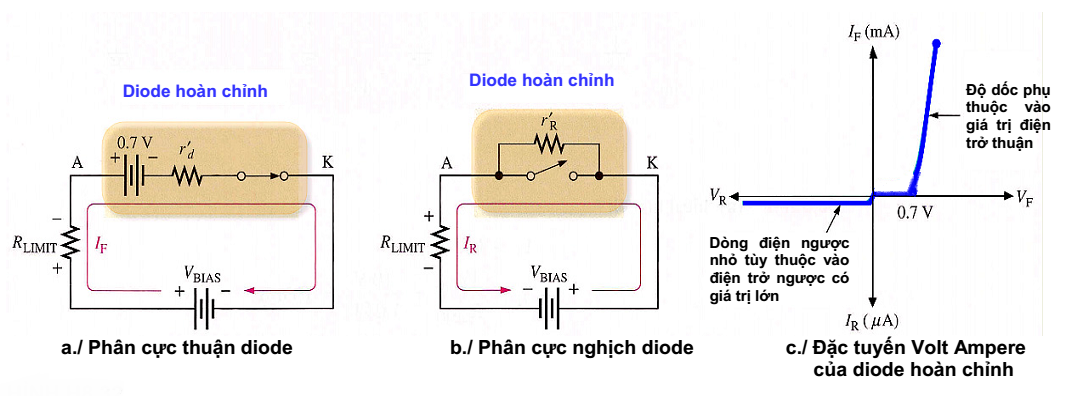 Diode hoàn chỉnh
0.7 V
+ −
r′d
A
K
−
RLIMIT
+
IF
VBIAS
+ −
a./ Phân cực thuận diode
Diode hoàn chỉnh
r′R
A
K
+
RLIMIT
−
IR
VBIAS
− +
b./ Phân cực nghịch diode
IF (mA)
Độ dốc phụ
thuộc vào
giá trị điện
trở thuận
VR
VF
0.7 V
Dòng điện ngược
nhỏ tùy thuộc vào
điện trở ngược có
giá trị lớn
IR (μA)
c./ Đặc tuyến Volt Ampere
của diode hoàn chỉnh